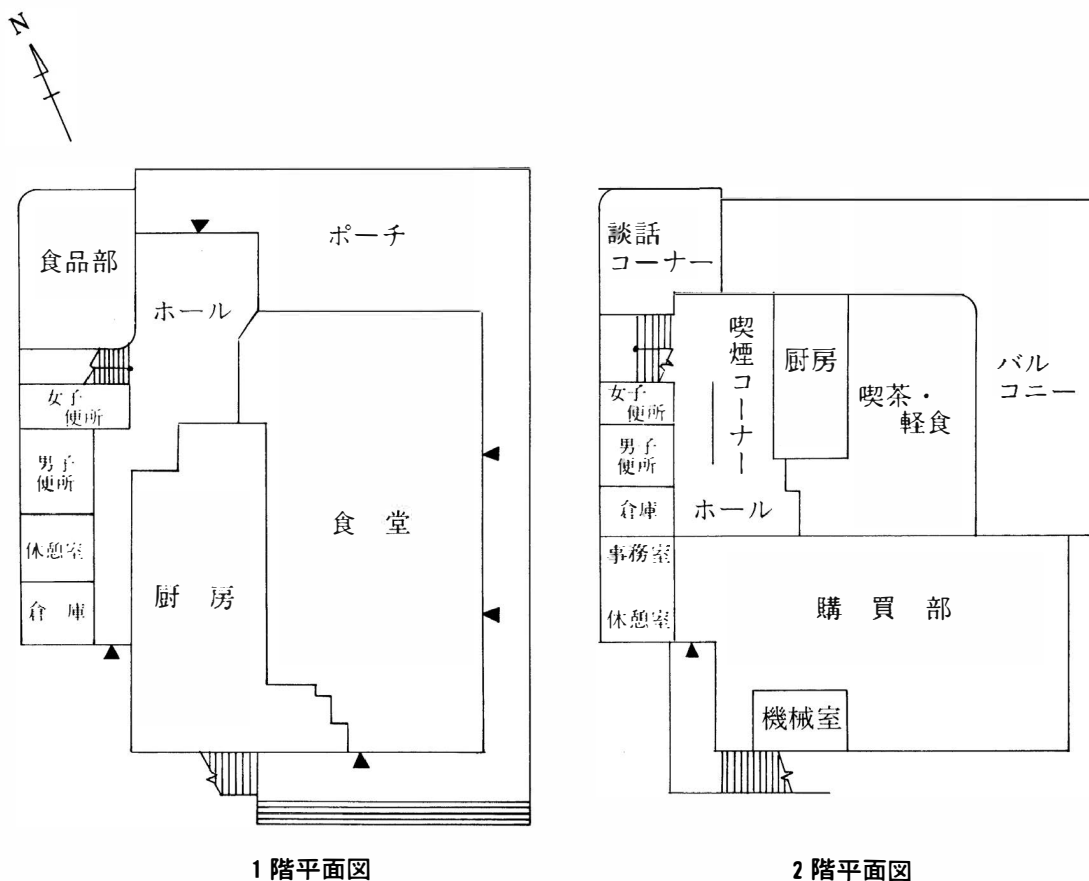 N
ポーチ
食品部
ホール
女子
便所
男子
便所
休憩室
倉庫
厨房
食堂
1階平面図
談話
コーナー
喫煙コーナー
厨房
喫茶・
軽食
バル
コニー
女子
便所
男子
便所
倉庫
ホール
事務室
休憩室
購買部
機械室
2階平面図